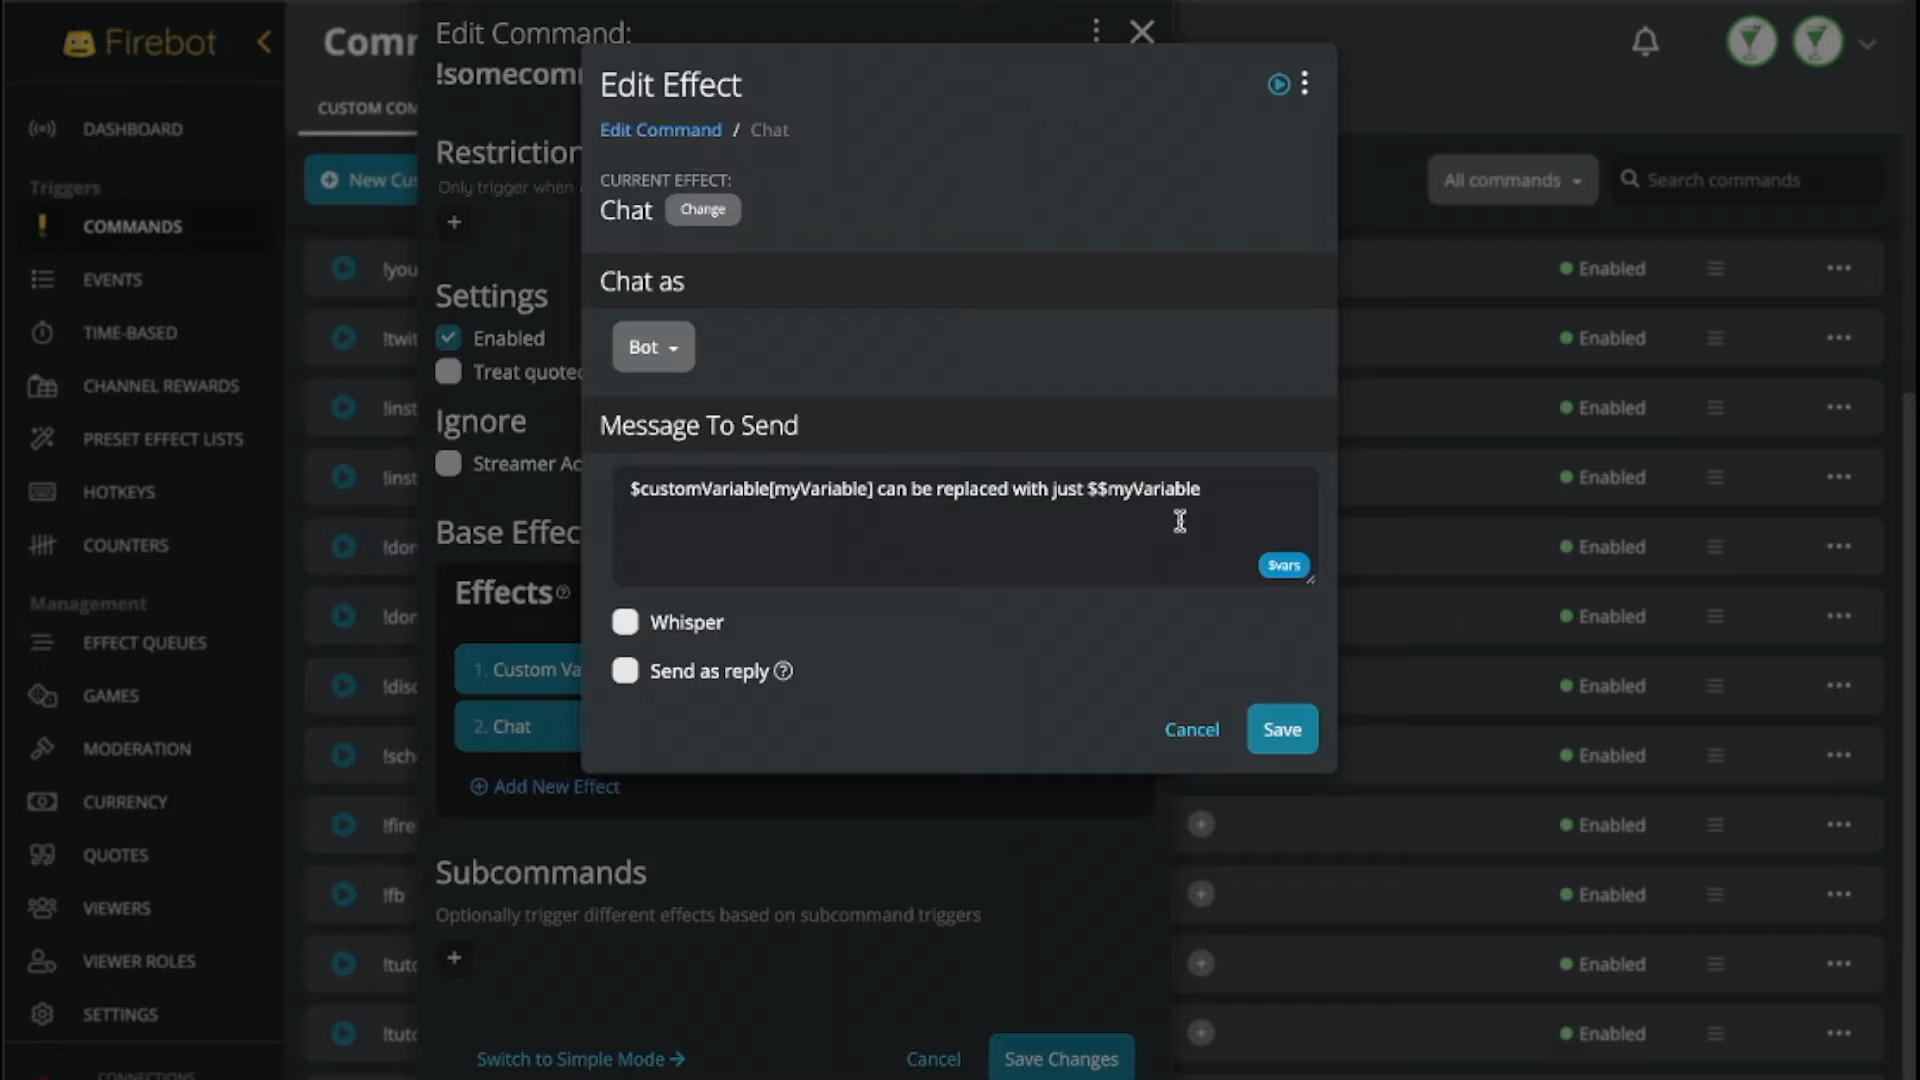 Firebot
DASHBOARD
Triggers
COMMANDS
EVENTS
TIME-BASED
CHANNEL REWARDS
PRESET EFFECT LISTS
HOTKEYS
COUNTERS
Management
EFFECT QUEUES
GAMES
MODERATION
CURRENCY
QUOTES
VIEWERS
VIEWER ROLES
SETTINGS
CONNECTIONS
Comm
CUSTOM COM
New Cus
All commands
Search commands
!you
!twit
!inst
!inst
!don
!don
!disc
!sch
!fire
!fb
!tuto
!tuto
Enabled
Enabled
Enabled
Enabled
Enabled
Enabled
Enabled
Enabled
Enabled
Enabled
Enabled
Enabled
Edit Command:
!somecomm
Restriction
Only trigger when
Settings
Enabled
Treat quoted
Ignore
Streamer Ac
Base Effec
Effects
1. Custom Va
2. Chat
Add New Effect
Subcommands
Optionally trigger different effects based on subcommand triggers
Switch to Simple Mode
Cancel
Save Changes
Edit Effect
Edit Command / Chat
CURRENT EFFECT:
Chat Change
Chat as
Bot
Message To Send
$customVariable[myVariable] can be replaced with just $$myVariable
$vars
Whisper
Send as reply
Cancel
Save